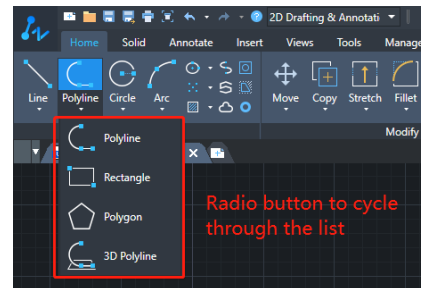 2D Drafting & Annotati
Home Solid Annotate Insert Views Tools Manage
Line Polyline Circle Arc Move Copy Stretch Fillet
Modify
Polyline
Rectangle
Polygon
3D Polyline
Radio button to cycle
through the list